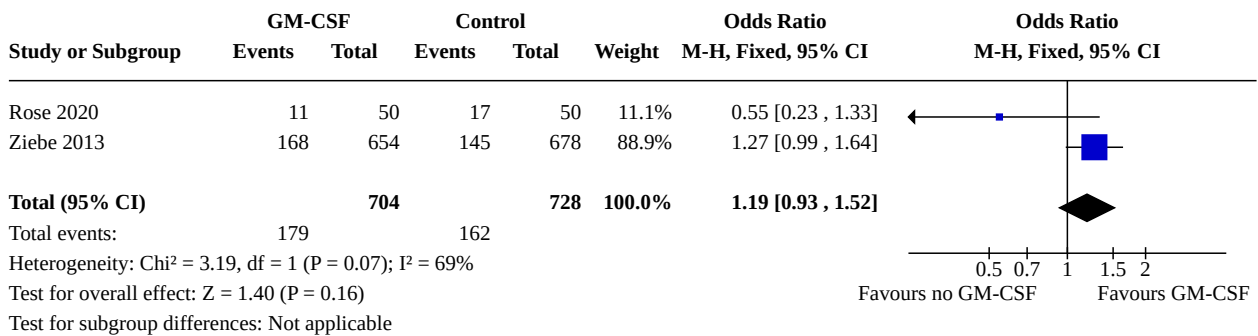 GM-CSF Control Odds Ratio Odds Ratio
Study or Subgroup Events Total Events Total Weight M-H, Fixed, 95% CI M-H, Fixed, 95% CI
Rose 2020 11 50 17 50 11.1% 0.55 [0.23 , 1.33]
Ziebe 2013 168 654 145 678 88.9% 1.27 [0.99 , 1.64]
Total (95% CI) 704 728 100.0% 1.19 [0.93 , 1.52]
Total events: 179 162
Heterogeneity: Chi² = 3.19, df = 1 (P = 0.07); I² = 69%
0.5 0.7 1 1.5 2
Test for overall effect: Z = 1.40 (P = 0.16)
Favours no GM-CSF Favours GM-CSF
Test for subgroup differences: Not applicable